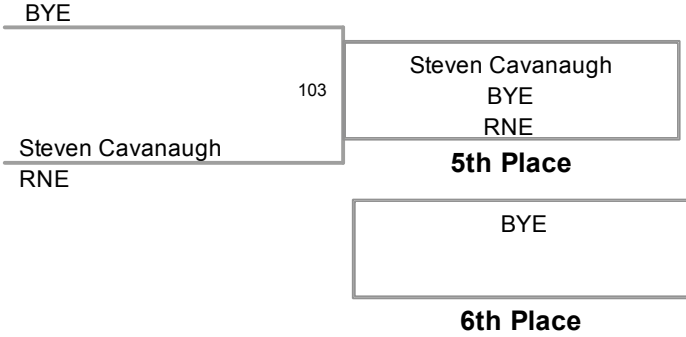 BYE
103
Steven Cavanaugh
RNE
Steven Cavanaugh
BYE
RNE
5th Place
BYE
6th Place